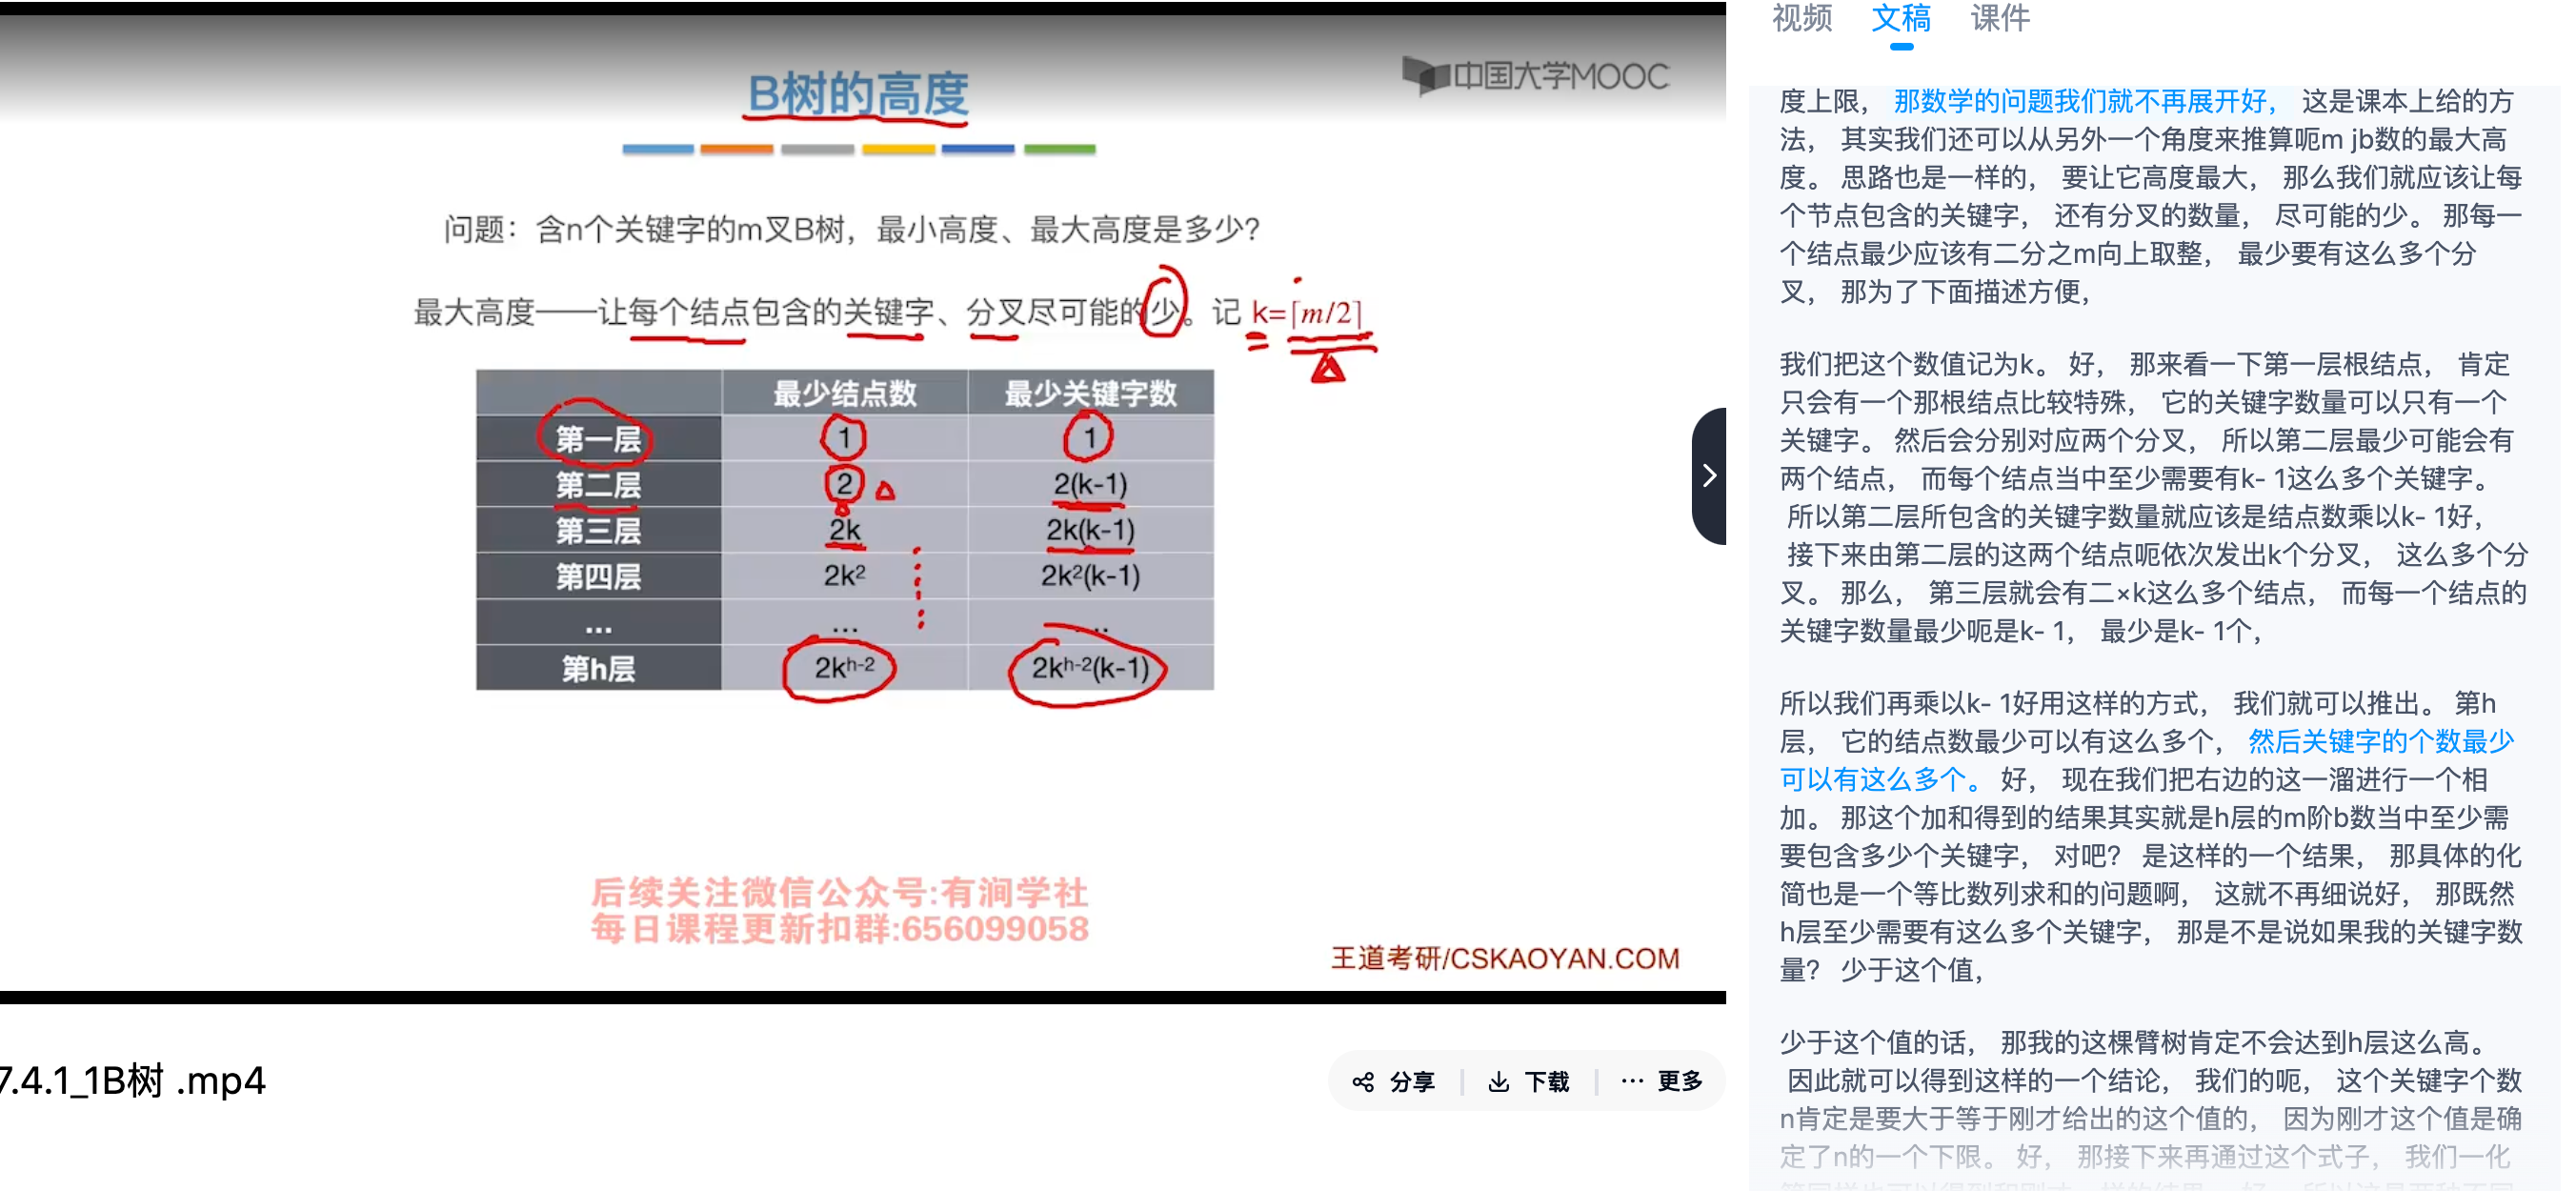 B树的高度
中国大学MOOC
问题：含n个关键字的m叉B树，最小高度、最大高度是多少？
最大高度——让每个结点包含的关键字、分叉尽可能的少。记 k=⌈m/2⌉
最少结点数 最少关键字数
第一层 1 1
第二层 2 2(k-1)
第三层 2k 2k(k-1)
第四层 2k² 2k²(k-1)
... ... ...
第h层 2kʰ⁻² 2kʰ⁻²(k-1)
后续关注微信公众号:有涧学社
每日课程更新扣群:656099058
王道考研/CSKAOYAN.COM
7.4.1_1B树 .mp4
分享 下载 ··· 更多
视频 文稿 课件
度上限， 那数学的问题我们就不再展开好， 这是课本上给的方
法， 其实我们还可以从另外一个角度来推算呃m jb数的最大高
度。 思路也是一样的， 要让它高度最大， 那么我们就应该让每
个节点包含的关键字， 还有分叉的数量， 尽可能的少。 那每一
个结点最少应该有二分之m向上取整， 最少要有这么多个分
叉， 那为了下面描述方便，
我们把这个数值记为k。 好， 那来看一下第一层根结点， 肯定
只会有一个那根结点比较特殊， 它的关键字数量可以只有一个
关键字。 然后会分别对应两个分叉， 所以第二层最少可能会有
两个结点， 而每个结点当中至少需要有k- 1这么多个关键字。
所以第二层所包含的关键字数量就应该是结点数乘以k- 1好，
接下来由第二层的这两个结点呃依次发出k个分叉， 这么多个分
叉。 那么， 第三层就会有二×k这么多个结点， 而每一个结点的
关键字数量最少呃是k- 1， 最少是k- 1个，
所以我们再乘以k- 1好用这样的方式， 我们就可以推出。 第h
层， 它的结点数最少可以有这么多个， 然后关键字的个数最少
可以有这么多个。 好， 现在我们把右边的这一溜进行一个相
加。 那这个加和得到的结果其实就是h层的m阶b数当中至少需
要包含多少个关键字， 对吧？ 是这样的一个结果， 那具体的化
简也是一个等比数列求和的问题啊， 这就不再细说好， 那既然
h层至少需要有这么多个关键字， 那是不是说如果我的关键字数
量？ 少于这个值，
少于这个值的话， 那我的这棵臂树肯定不会达到h层这么高。
因此就可以得到这样的一个结论， 我们的呃， 这个关键字个数
n肯定是要大于等于刚才给出的这个值的， 因为刚才这个值是确
定了n的一个下限。 好， 那接下来再通过这个式子， 我们一化